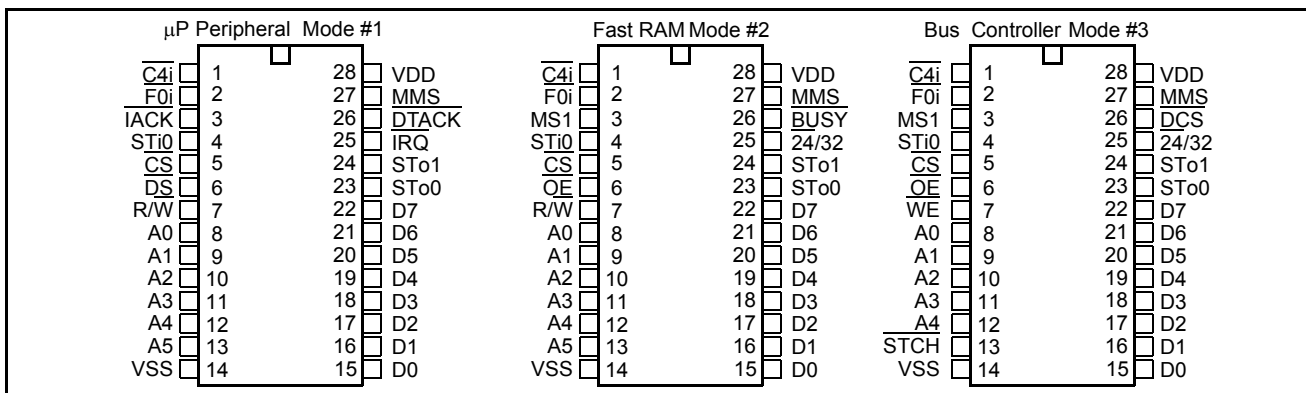 μP Peripheral Mode #1 Fast RAM Mode #2 Bus Controller Mode #3
C4i 1 28 VDD C4i 1 28 VDD C4i 1 28 VDD
F0i 2 27 MMS F0i 2 27 MMS F0i 2 27 MMS
IACK 3 26 DTACK MS1 3 26 BUSY MS1 3 26 DCS
STi0 4 25 IRQ STi0 4 25 24/32 STi0 4 25 24/32
CS 5 24 STo1 CS 5 24 STo1 CS 5 24 STo1
DS 6 23 STo0 OE 6 23 STo0 OE 6 23 STo0
R/W 7 22 D7 R/W 7 22 D7 WE 7 22 D7
A0 8 21 D6 A0 8 21 D6 A0 8 21 D6
A1 9 20 D5 A1 9 20 D5 A1 9 20 D5
A2 10 19 D4 A2 10 19 D4 A2 10 19 D4
A3 11 18 D3 A3 11 18 D3 A3 11 18 D3
A4 12 17 D2 A4 12 17 D2 A4 12 17 D2
A5 13 16 D1 A5 13 16 D1 STCH 13 16 D1
VSS 14 15 D0 VSS 14 15 D0 VSS 14 15 D0